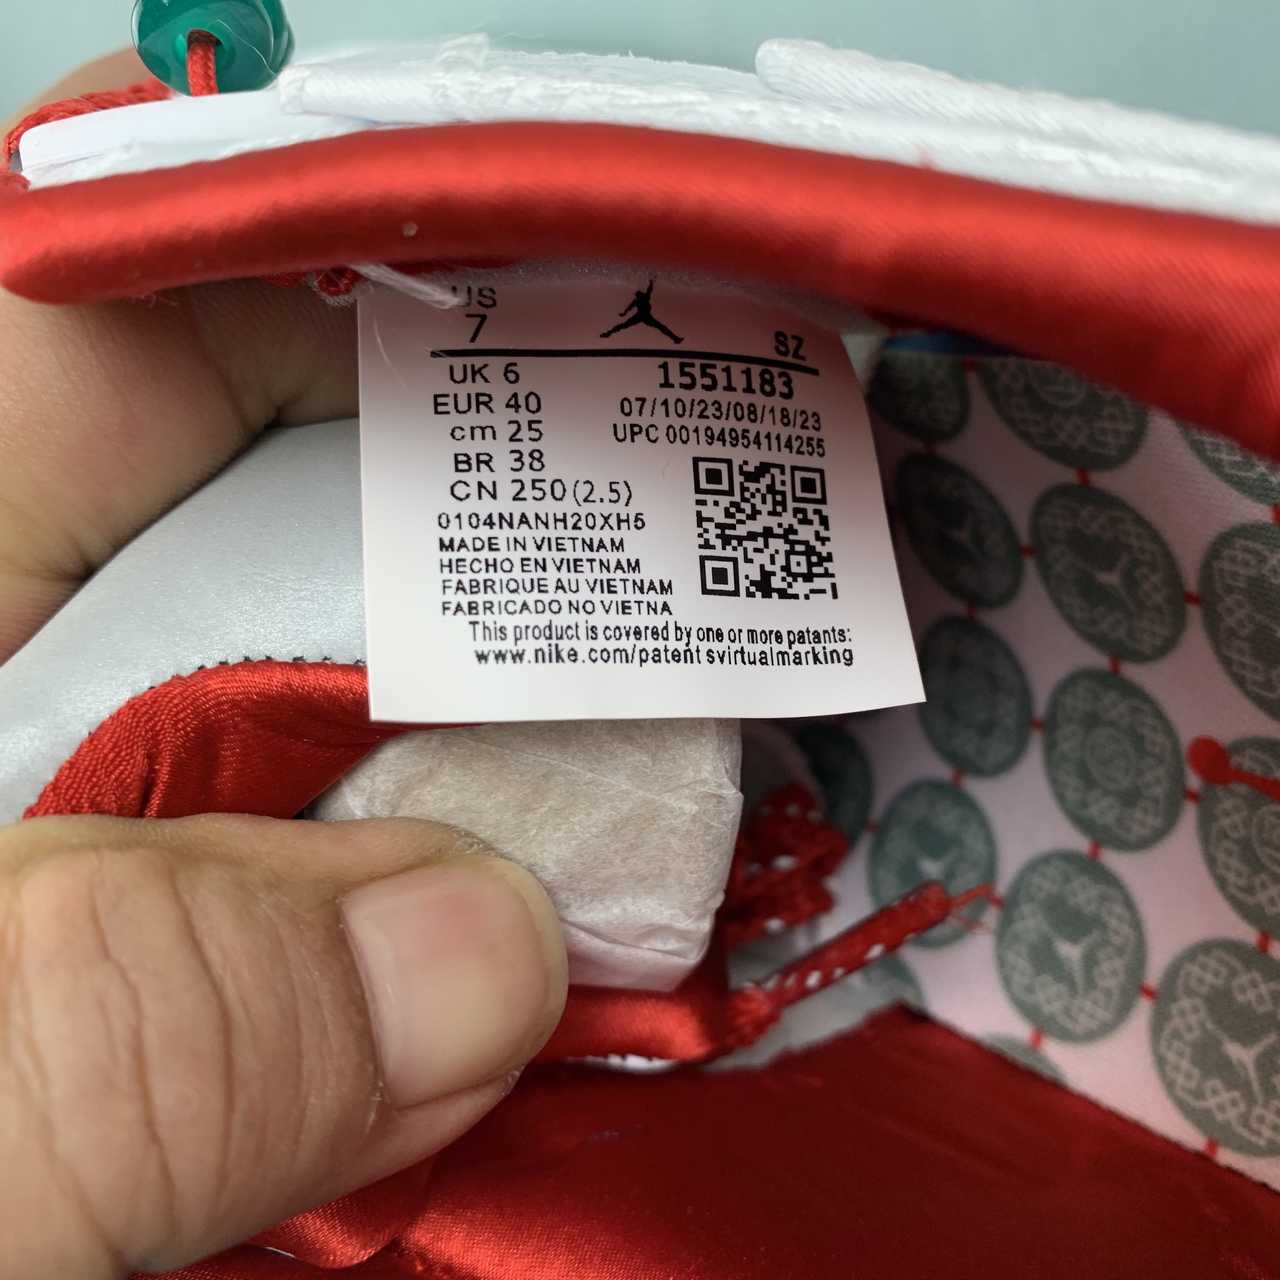 US
7
SZ
UK 6
1551183
EUR 40
07/10/23/08/18/23
cm 25
UPC 00194954114255
BR 38
CN 250(2.5)
0104NANH20XH5
MADE IN VIETNAM
HECHO EN VIETNAM
FABRIQUE AU VIETNAM
FABRICADO NO VIETNA
This product is covered by one or more patants:
www.nike.com/patent svirtualmarking